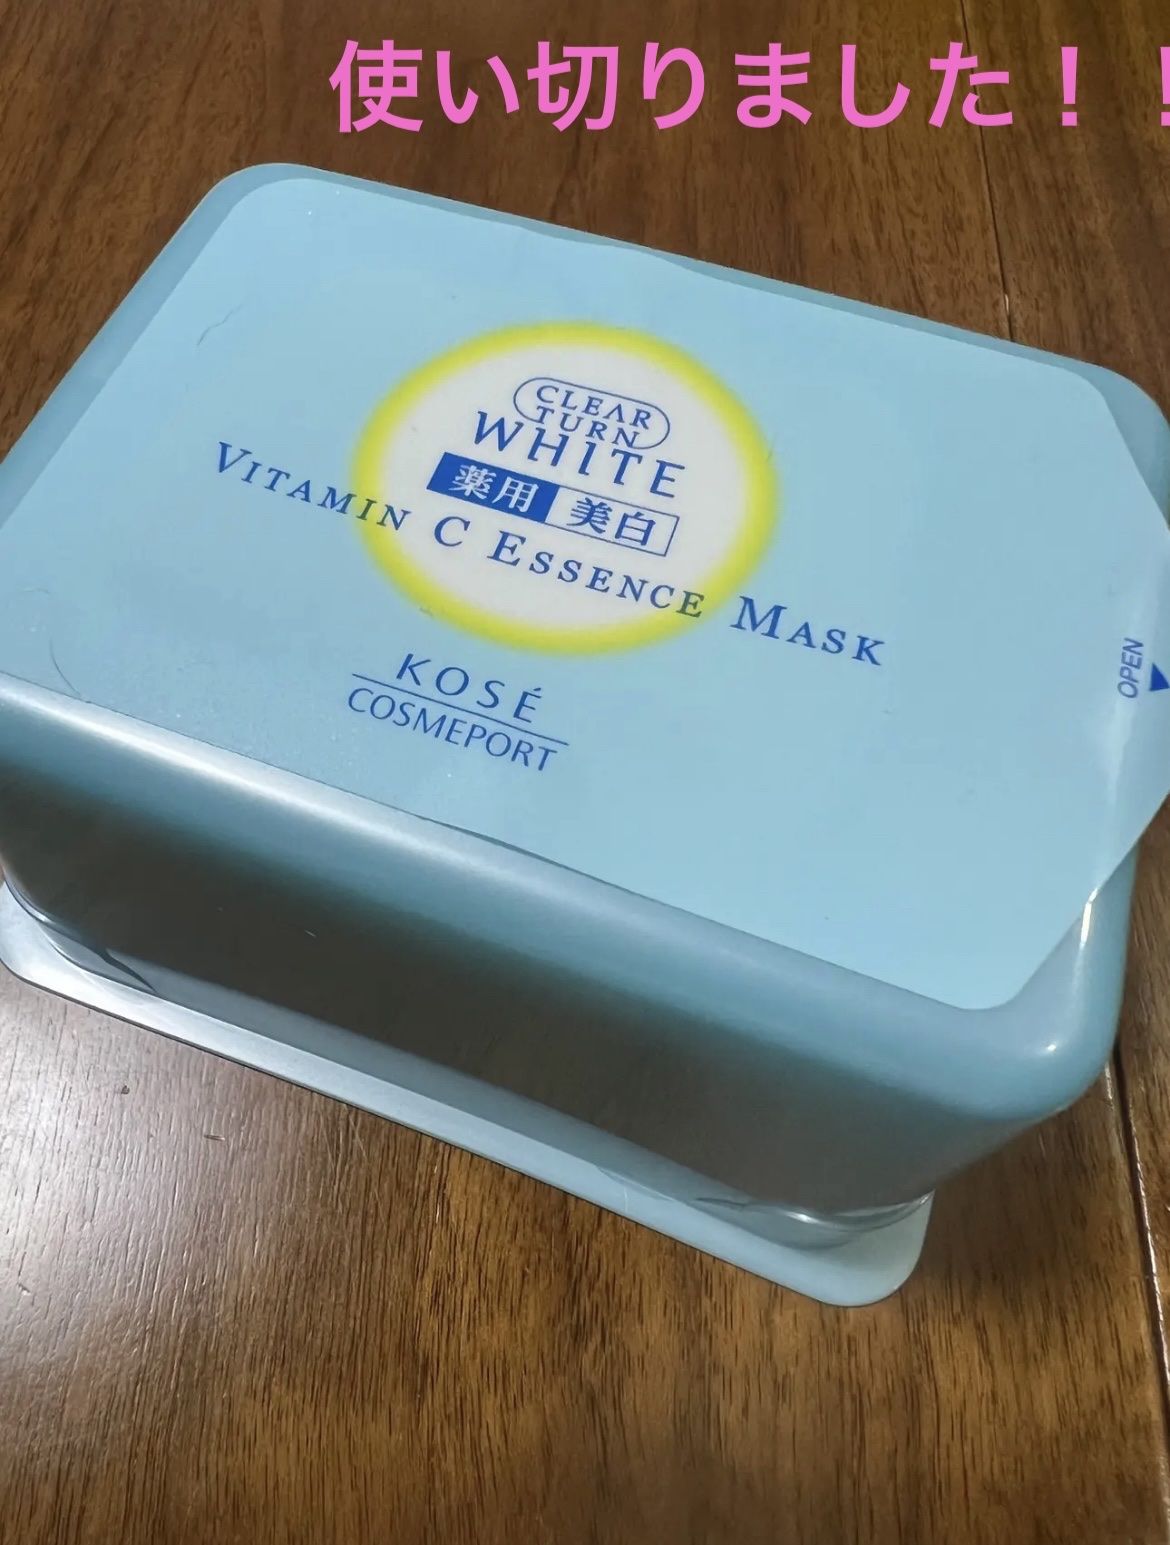 使い切りました！！
CLEAR
TURN
WHITE
薬用 美白
VITAMIN C ESSENCE MASK
KOSÉ
COSMEPORT
OPEN